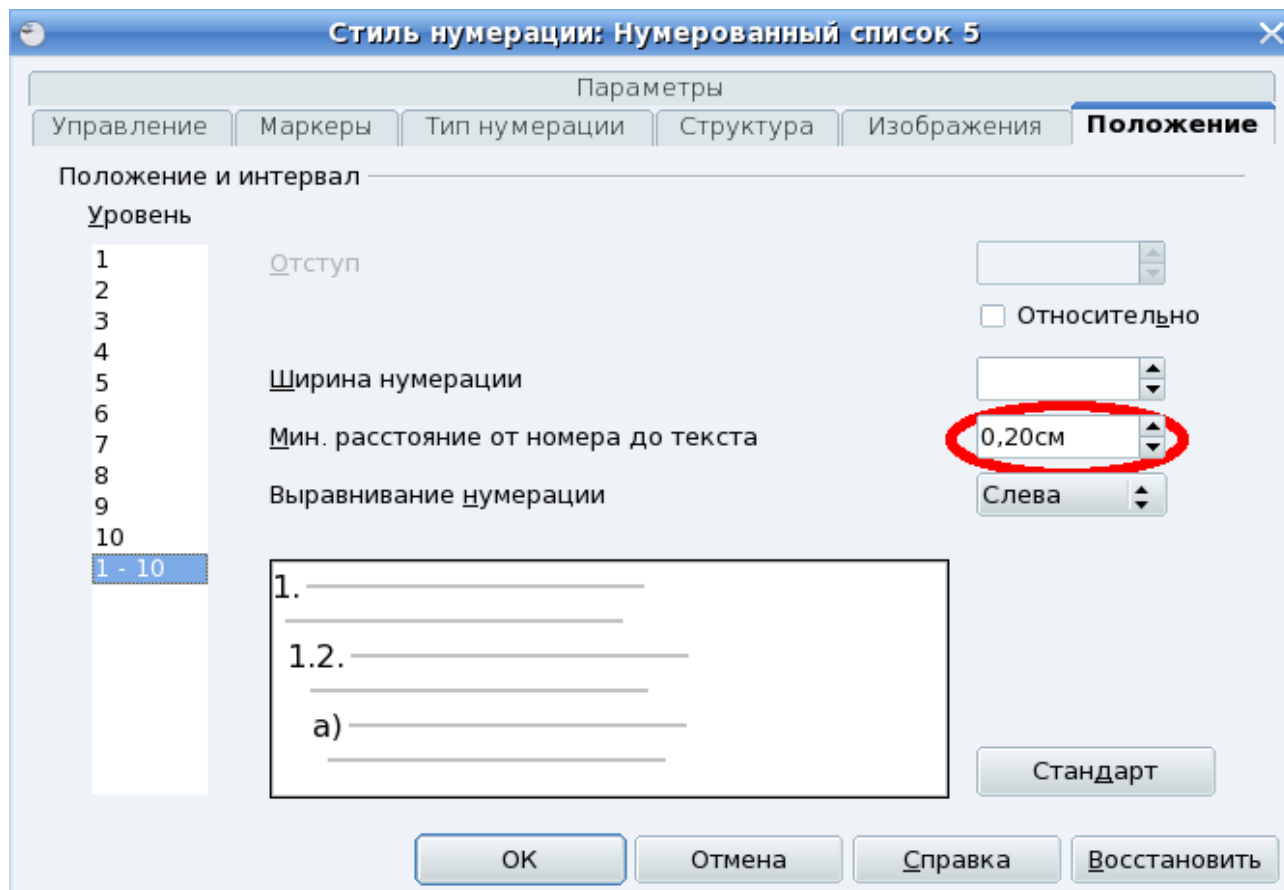 Стиль нумерации: Нумерованный список 5
Параметры
Управление Маркеры Тип нумерации Структура Изображения Положение
Положение и интервал
Уровень
1
2
3
4
5
6
7
8
9
10
1 - 10
Отступ
Относительно
Ширина нумерации
Мин. расстояние от номера до текста 0,20см
Выравнивание нумерации Слева
1.
1.2.
a)
Стандарт
OK Отмена Справка Восстановить